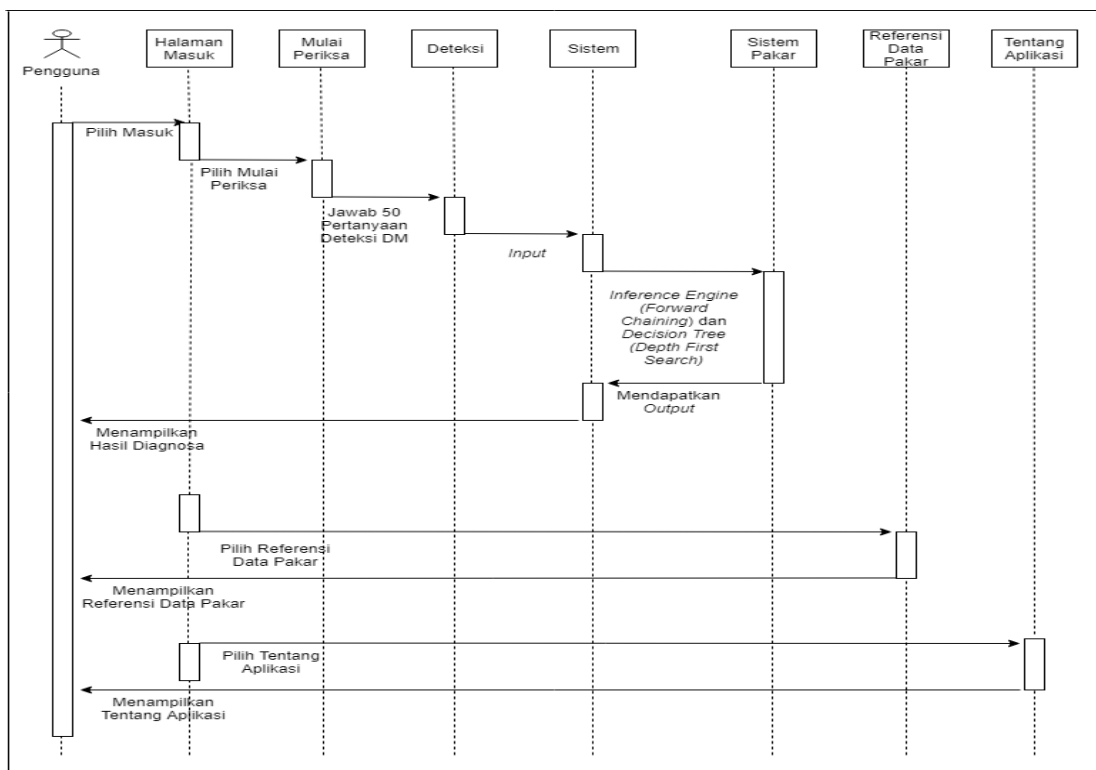 Pengguna
Halaman
Masuk
Mulai
Periksa
Deteksi
Sistem
Sistem
Pakar
Referensi
Data
Pakar
Tentang
Aplikasi
Pilih Masuk
Pilih Mulai
Periksa
Jawab 50
Pertanyaan
Deteksi DM
Input
Inference Engine
(Forward
Chaining) dan
Decision Tree
(Depth First
Search)
Mendapatkan
Output
Menampilkan
Hasil Diagnosa
Pilih Referensi
Data Pakar
Menampilkan
Referensi Data Pakar
Pilih Tentang
Aplikasi
Menampilkan
Tentang Aplikasi